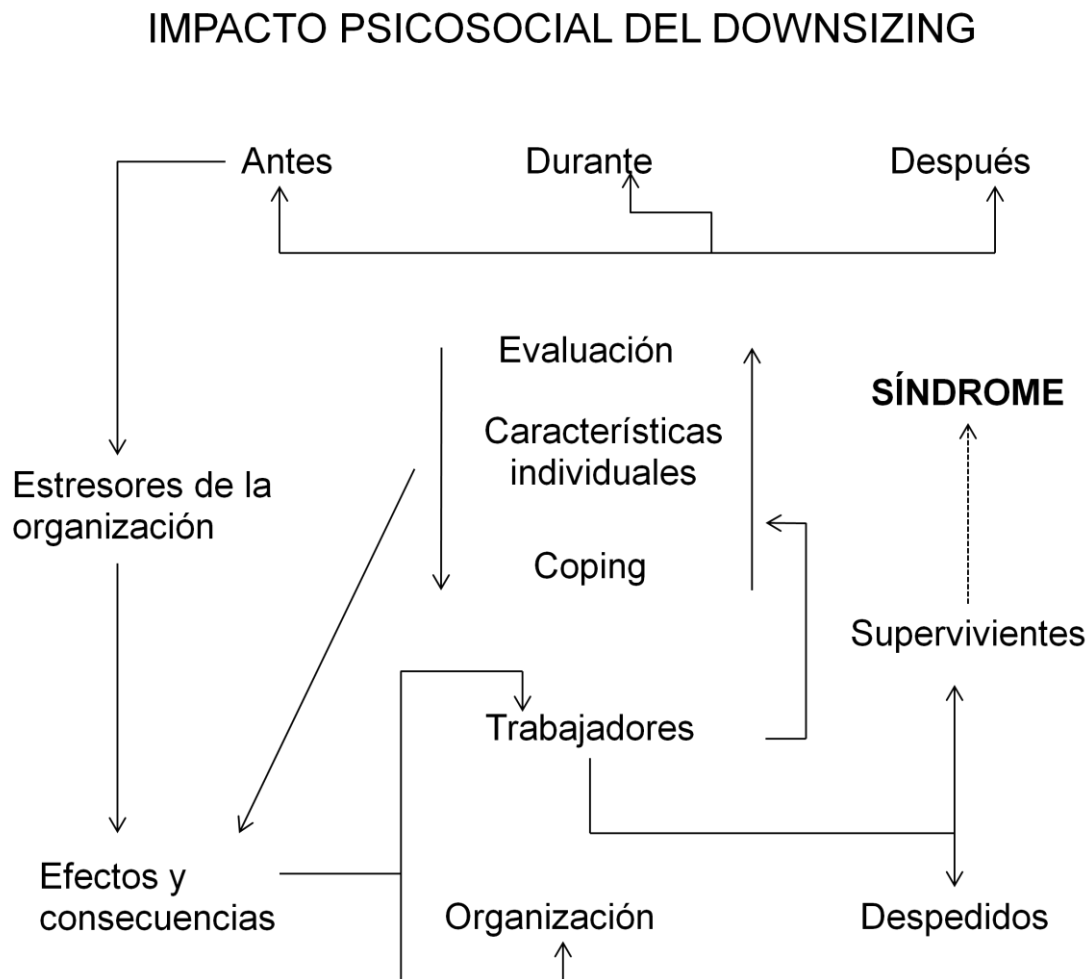 IMPACTO PSICOSOCIAL DEL DOWNSIZING
Antes
Durante
Después
Evaluación
SÍNDROME
Características
individuales
Estresores de la
organización
Coping
Supervivientes
Trabajadores
Efectos y
consecuencias
Organización
Despedidos